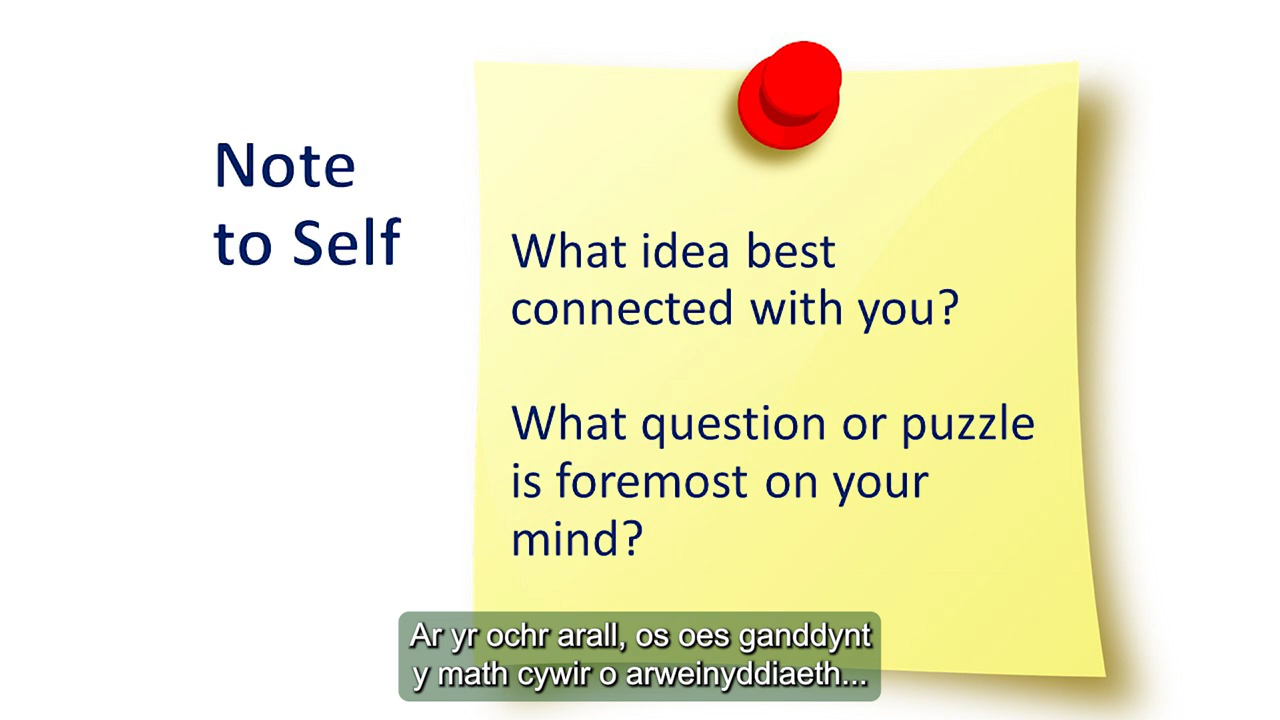 Note
to Self
What idea best
connected with you?
What question or puzzle
is foremost on your
mind?
Ar yr ochr arall, os oes ganddynt
y math cywir o arweinyddiaeth...